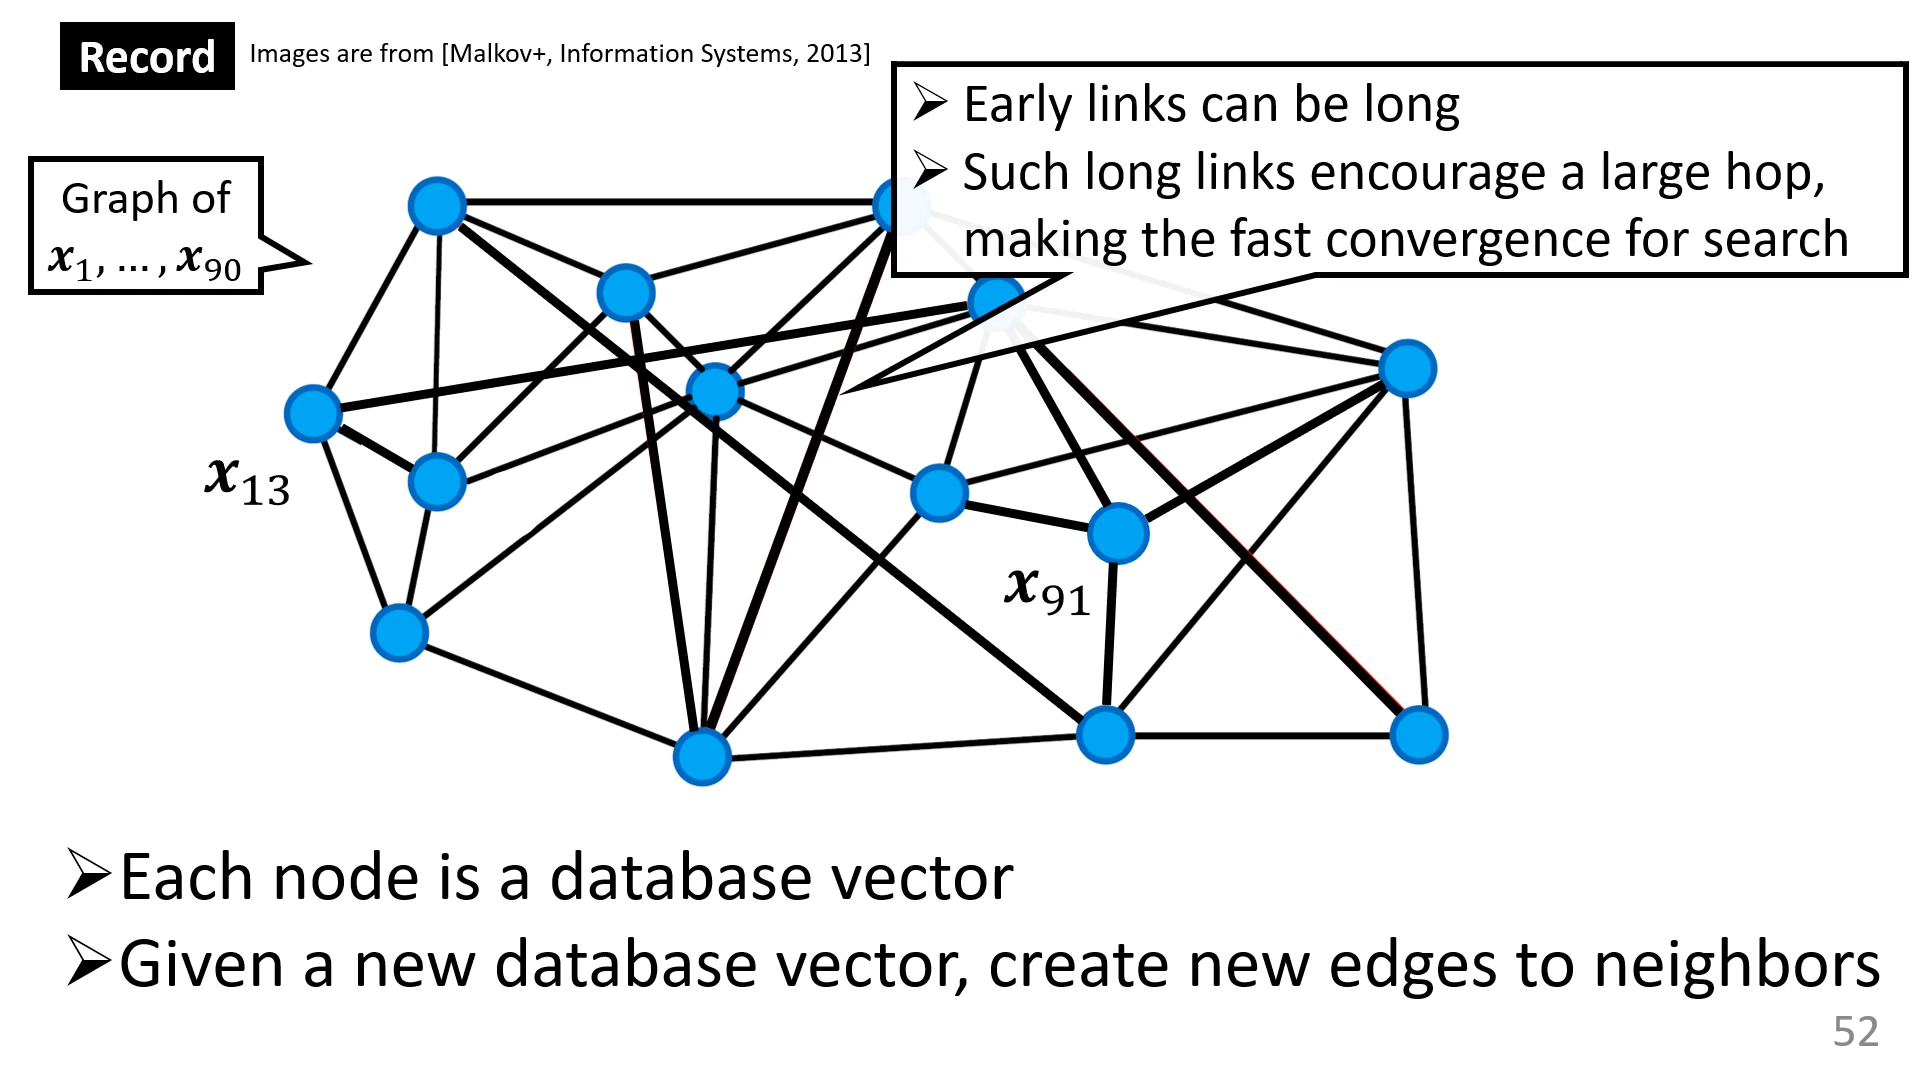 Record
Images are from [Malkov+, Information Systems, 2013]
➢ Early links can be long
➢ Such long links encourage a large hop,
making the fast convergence for search
Graph of
𝒙₁, … , 𝒙₉₀
𝒙₁₃
𝒙₉₁
➢Each node is a database vector
➢Given a new database vector, create new edges to neighbors
52